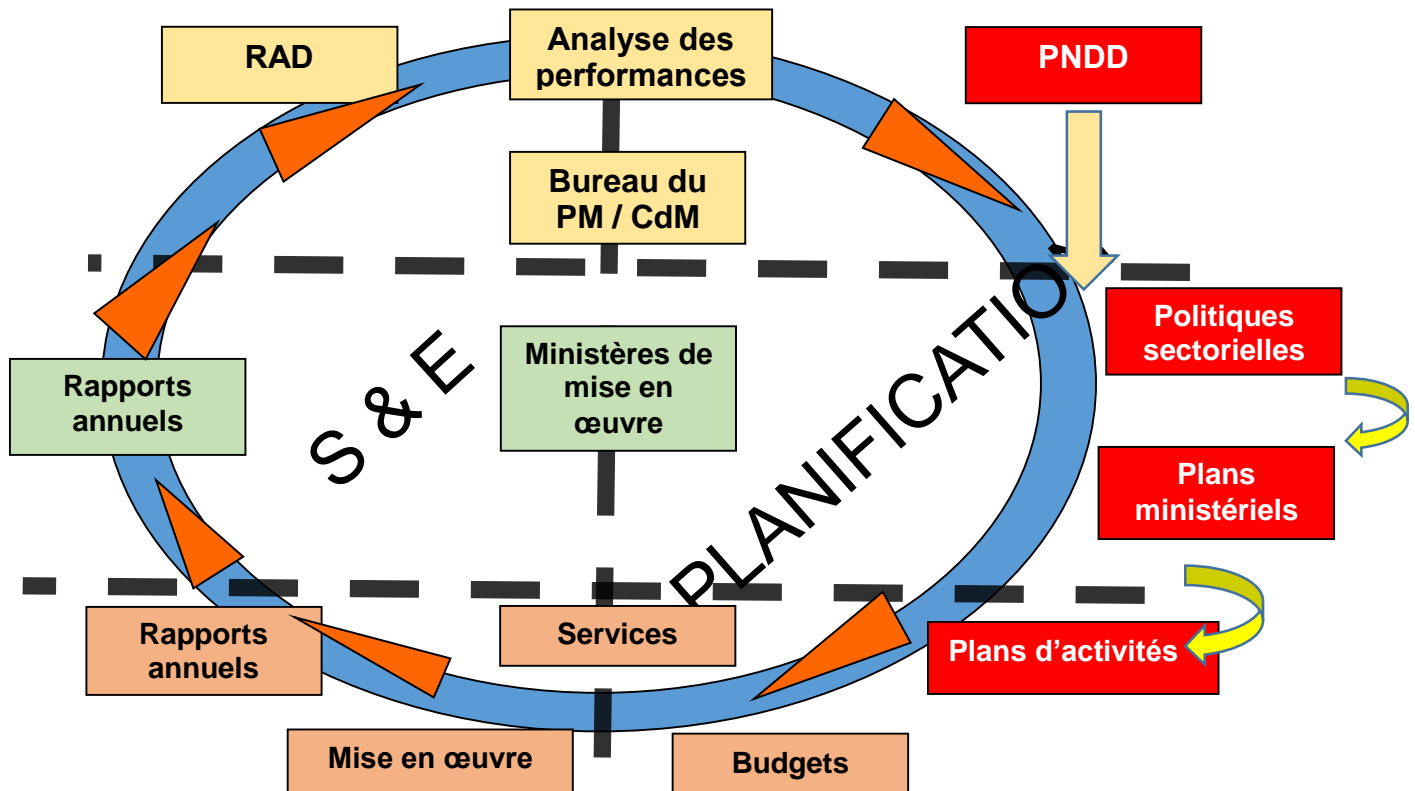 RAD
Analyse des
performances
PNDD
Bureau du
PM / CdM
Politiques
sectorielles
Ministères de
mise en
œuvre
Rapports
annuels
S & E
PLANIFICATION
Plans
ministériels
Rapports
annuels
Services
Plans d’activités
Mise en œuvre
Budgets